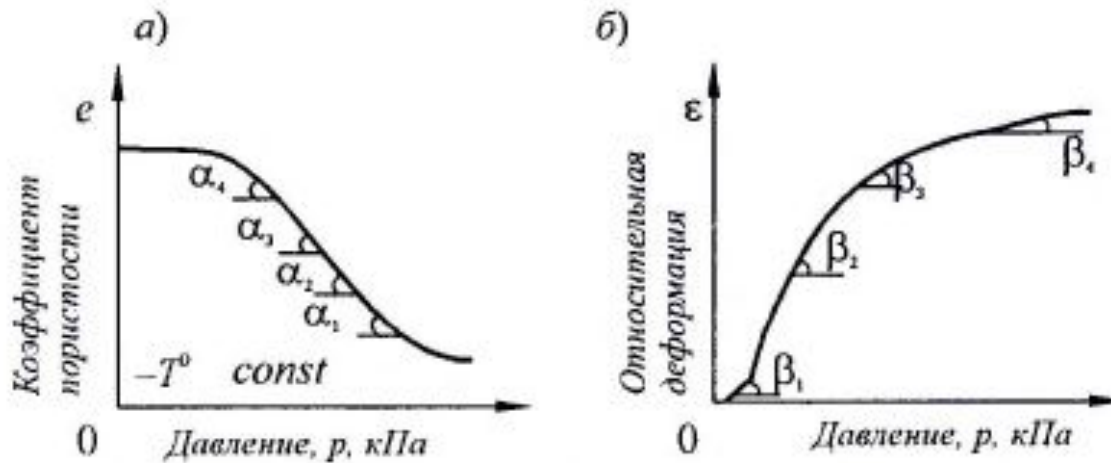 а)
e
Коэффициент
пористости
α₄
α₃
α₂
α₁
–T⁰ const
0
Давление, p, кПа
б)
ε
Относительная
деформация
β₁
β₂
β₃
β₄
0
Давление, p, кПа